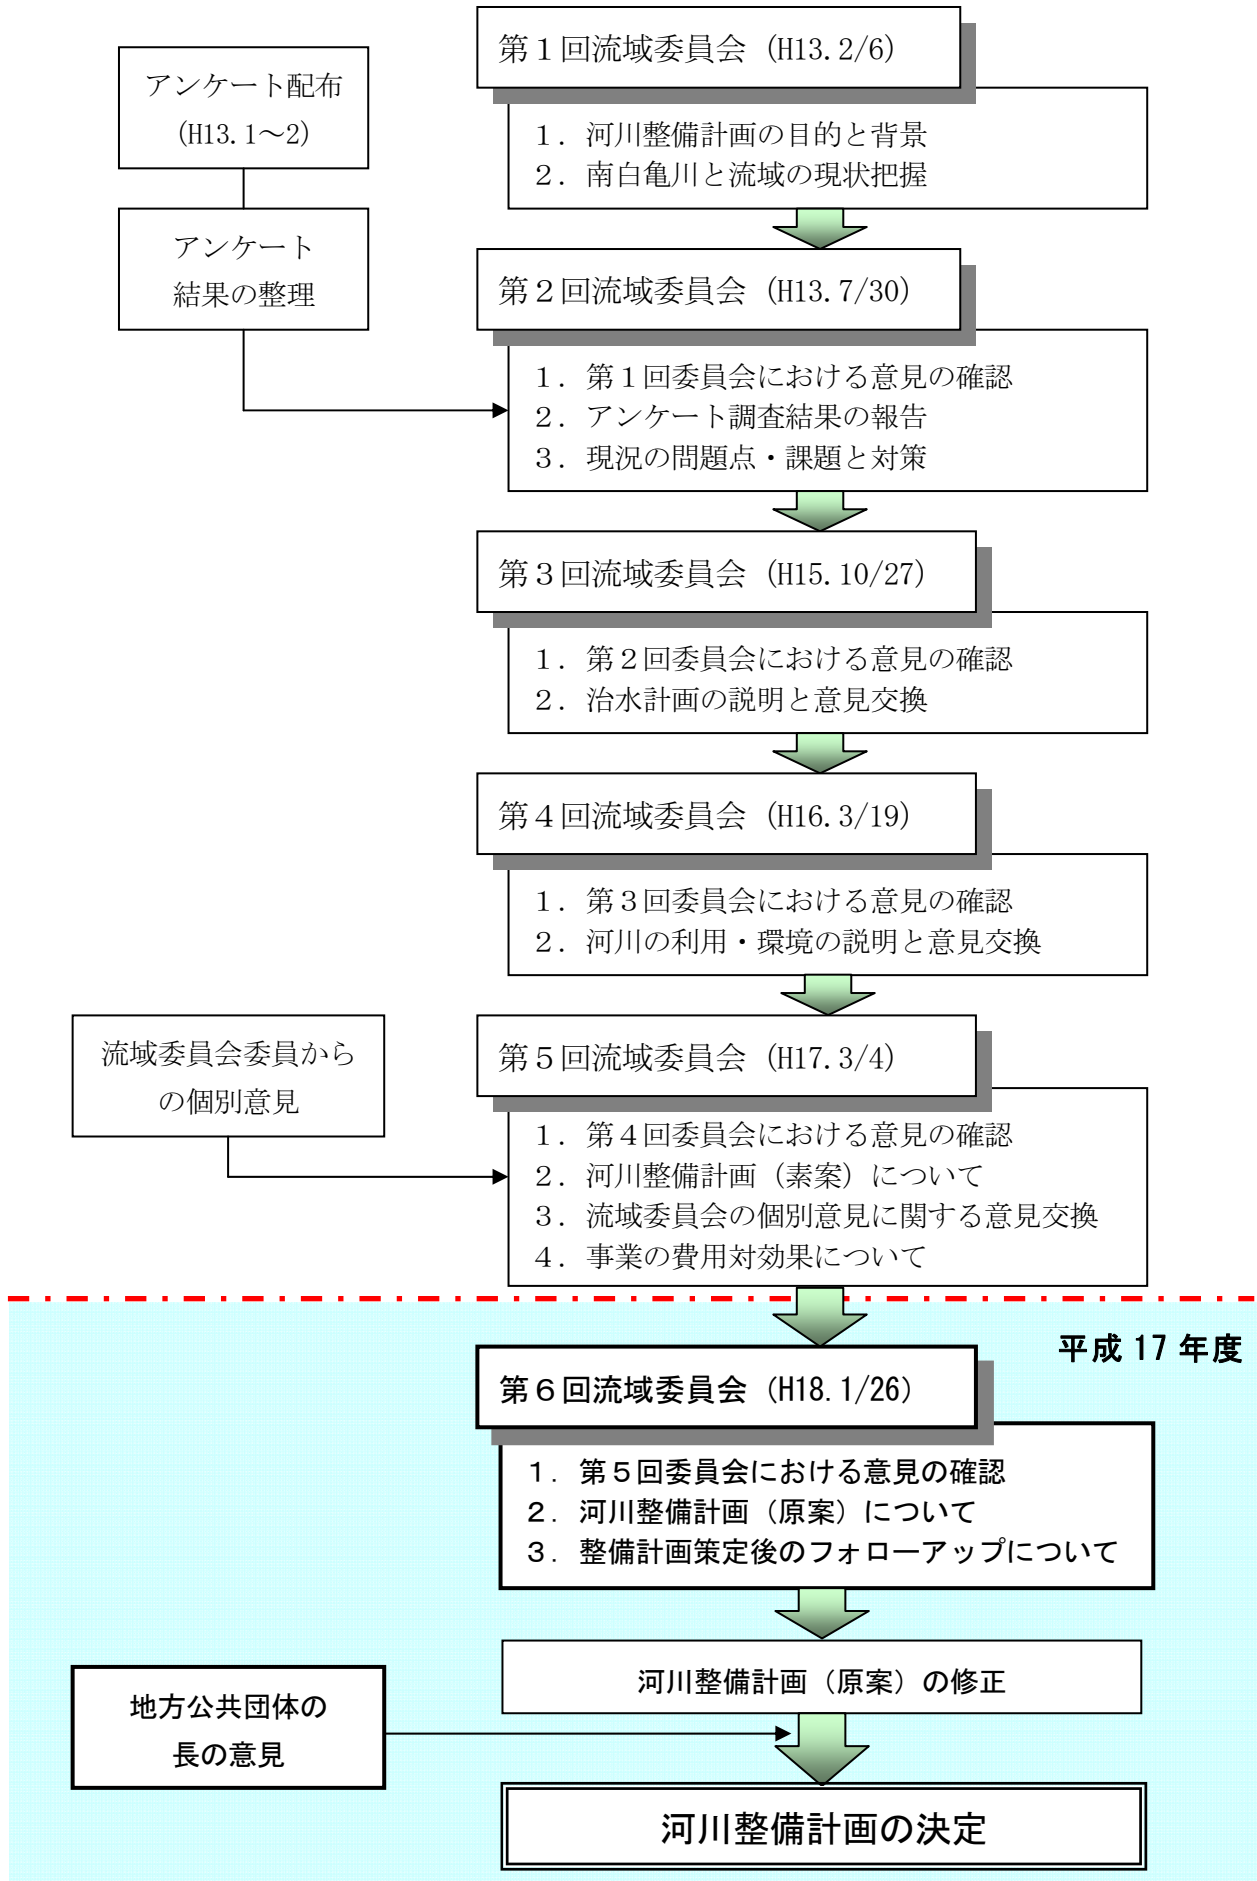 第１回流域委員会 (H13.2/6)
アンケート配布
(H13.1～2)
１．河川整備計画の目的と背景
２．南白亀川と流域の現状把握
アンケート
結果の整理
第２回流域委員会 (H13.7/30)
１．第１回委員会における意見の確認
２．アンケート調査結果の報告
３．現況の問題点・課題と対策
第３回流域委員会 (H15.10/27)
１．第２回委員会における意見の確認
２．治水計画の説明と意見交換
第４回流域委員会 (H16.3/19)
１．第３回委員会における意見の確認
２．河川の利用・環境の説明と意見交換
流域委員会委員から
の個別意見
第５回流域委員会 (H17.3/4)
１．第４回委員会における意見の確認
２．河川整備計画（素案）について
３．流域委員会の個別意見に関する意見交換
４．事業の費用対効果について
平成 17 年度
第６回流域委員会 (H18.1/26)
１．第５回委員会における意見の確認
２．河川整備計画（原案）について
３．整備計画策定後のフォローアップについて
河川整備計画（原案）の修正
地方公共団体の
長の意見
河川整備計画の決定